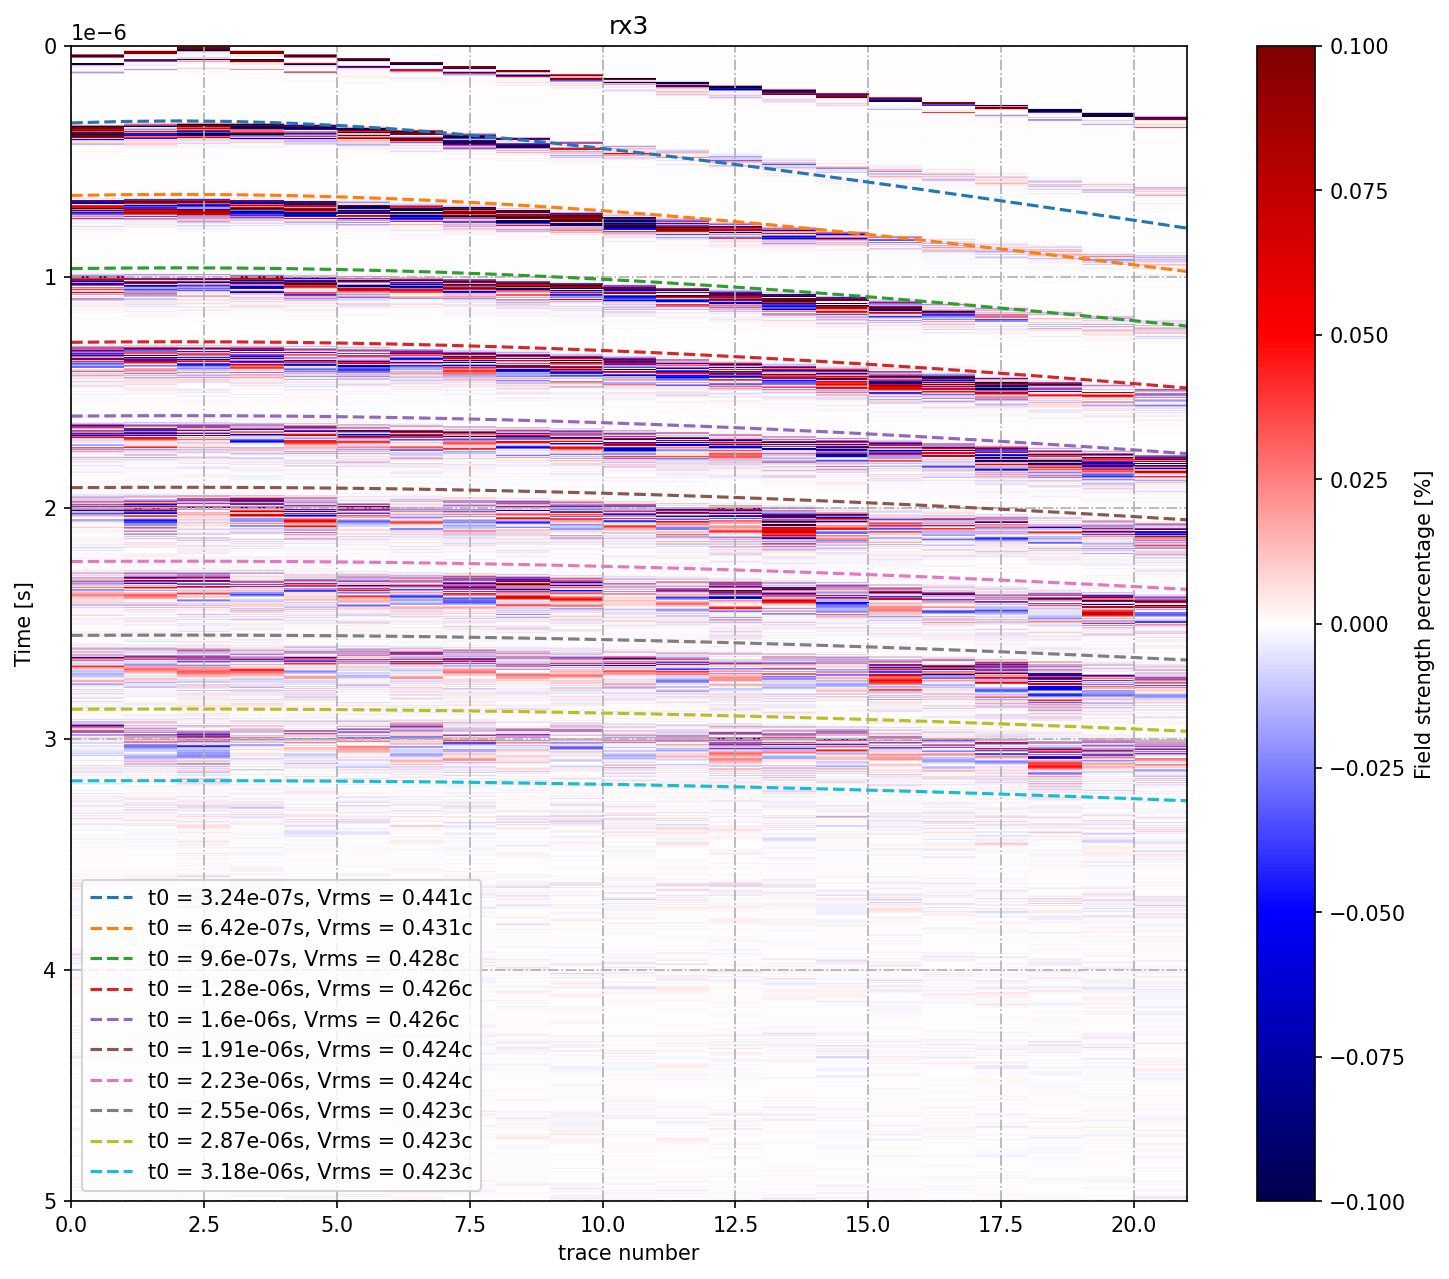 rx3
1e−6
0
1
2
3
4
5
Time [s]
0.0
2.5
5.0
7.5
10.0
12.5
15.0
17.5
20.0
trace number
t0 = 3.24e-07s, Vrms = 0.441c
t0 = 6.42e-07s, Vrms = 0.431c
t0 = 9.6e-07s, Vrms = 0.428c
t0 = 1.28e-06s, Vrms = 0.426c
t0 = 1.6e-06s, Vrms = 0.426c
t0 = 1.91e-06s, Vrms = 0.424c
t0 = 2.23e-06s, Vrms = 0.424c
t0 = 2.55e-06s, Vrms = 0.423c
t0 = 2.87e-06s, Vrms = 0.423c
t0 = 3.18e-06s, Vrms = 0.423c
0.100
0.075
0.050
0.025
0.000
−0.025
−0.050
−0.075
−0.100
Field strength percentage [%]